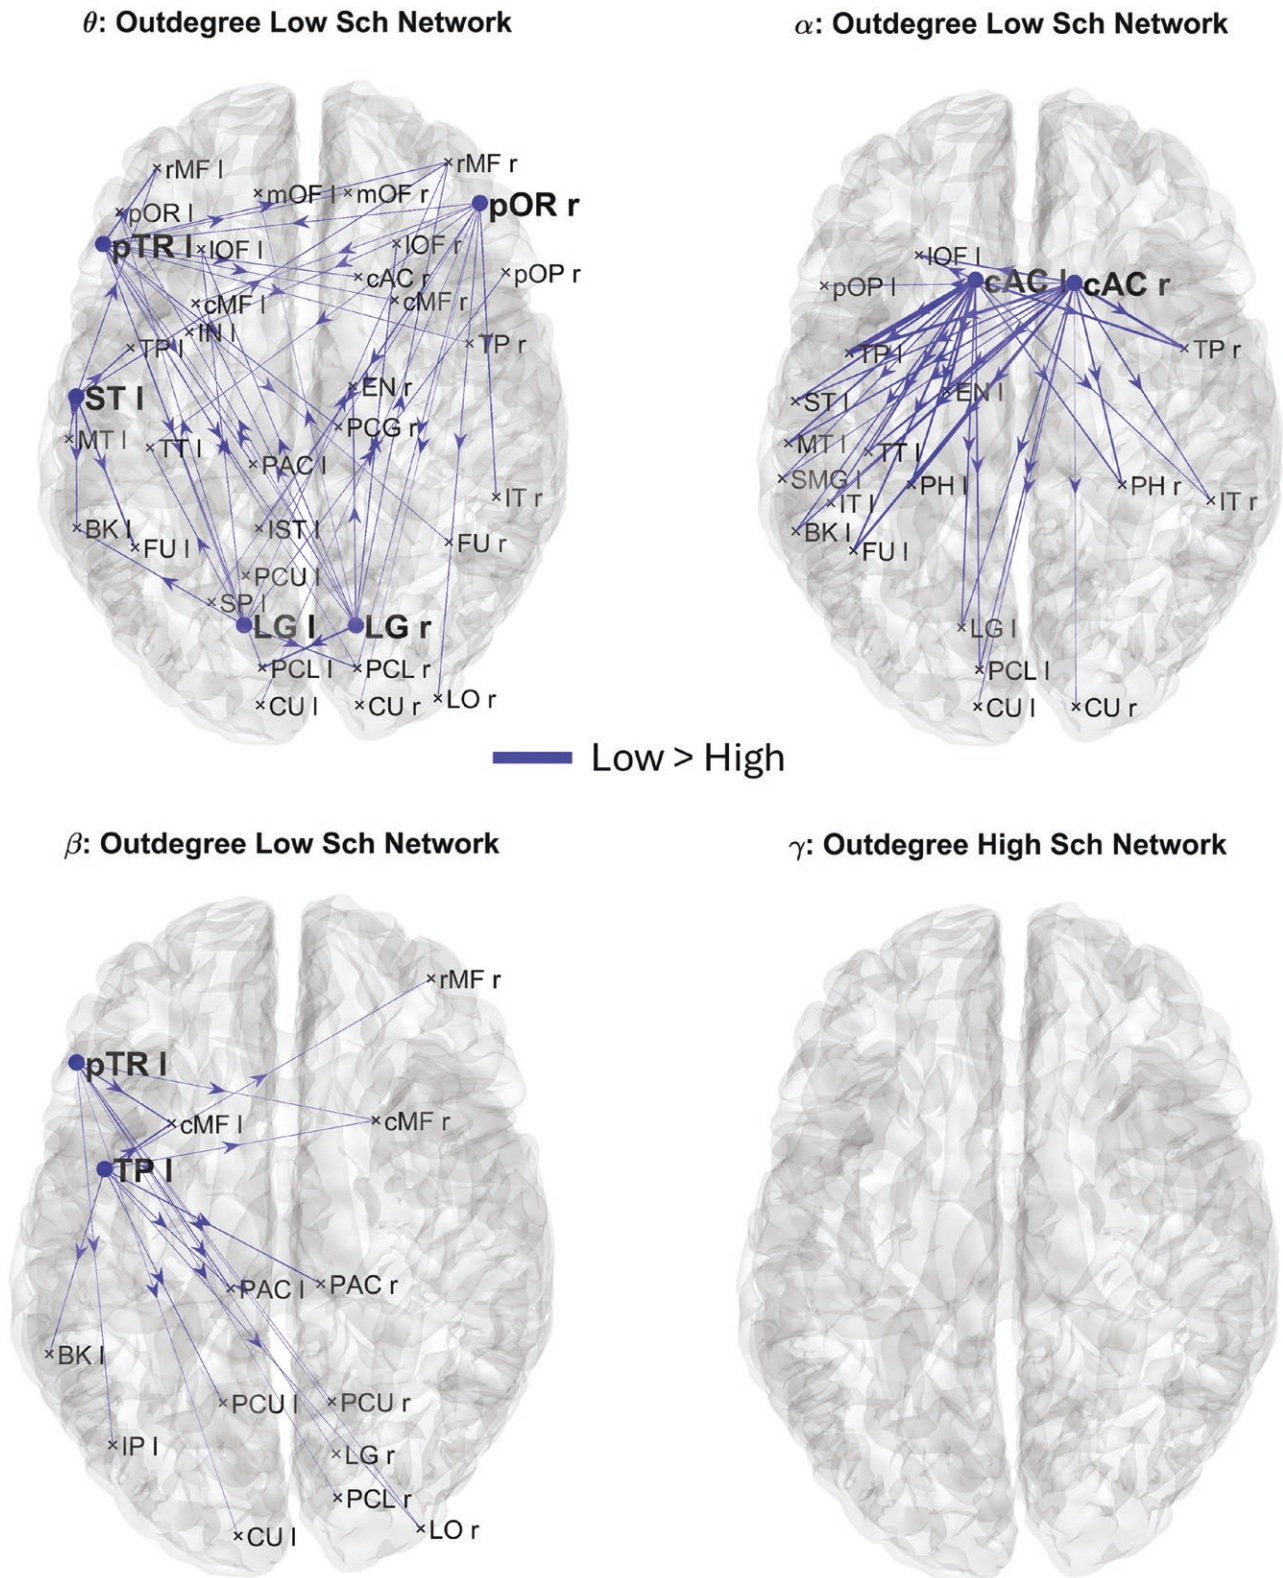 θ: Outdegree Low Sch Network
rMF l
rMF r
mOF l
mOF r
pOR l
pOR r
pTR l
lOF l
lOF r
cAC r
pOP r
cMF l
cMF r
IN l
TP l
TP r
EN r
ST l
PCG r
MT l
TT l
PAC l
IT r
BK l
IST l
FU l
FU r
PCU l
SP l
LG l
LG r
PCL l
PCL r
CU l
CU r
LO r
α: Outdegree Low Sch Network
lOF l
pOP l
cAC l
cAC r
TP l
TP r
EN l
ST l
MT l
TT l
SMG l
PH l
PH r
IT l
IT r
BK l
FU l
LG l
PCL l
CU l
CU r
Low > High
β: Outdegree Low Sch Network
rMF r
pTR l
cMF l
cMF r
TP l
PAC l
PAC r
BK l
PCU l
PCU r
IP l
LG r
PCL r
CU l
LO r
γ: Outdegree High Sch Network